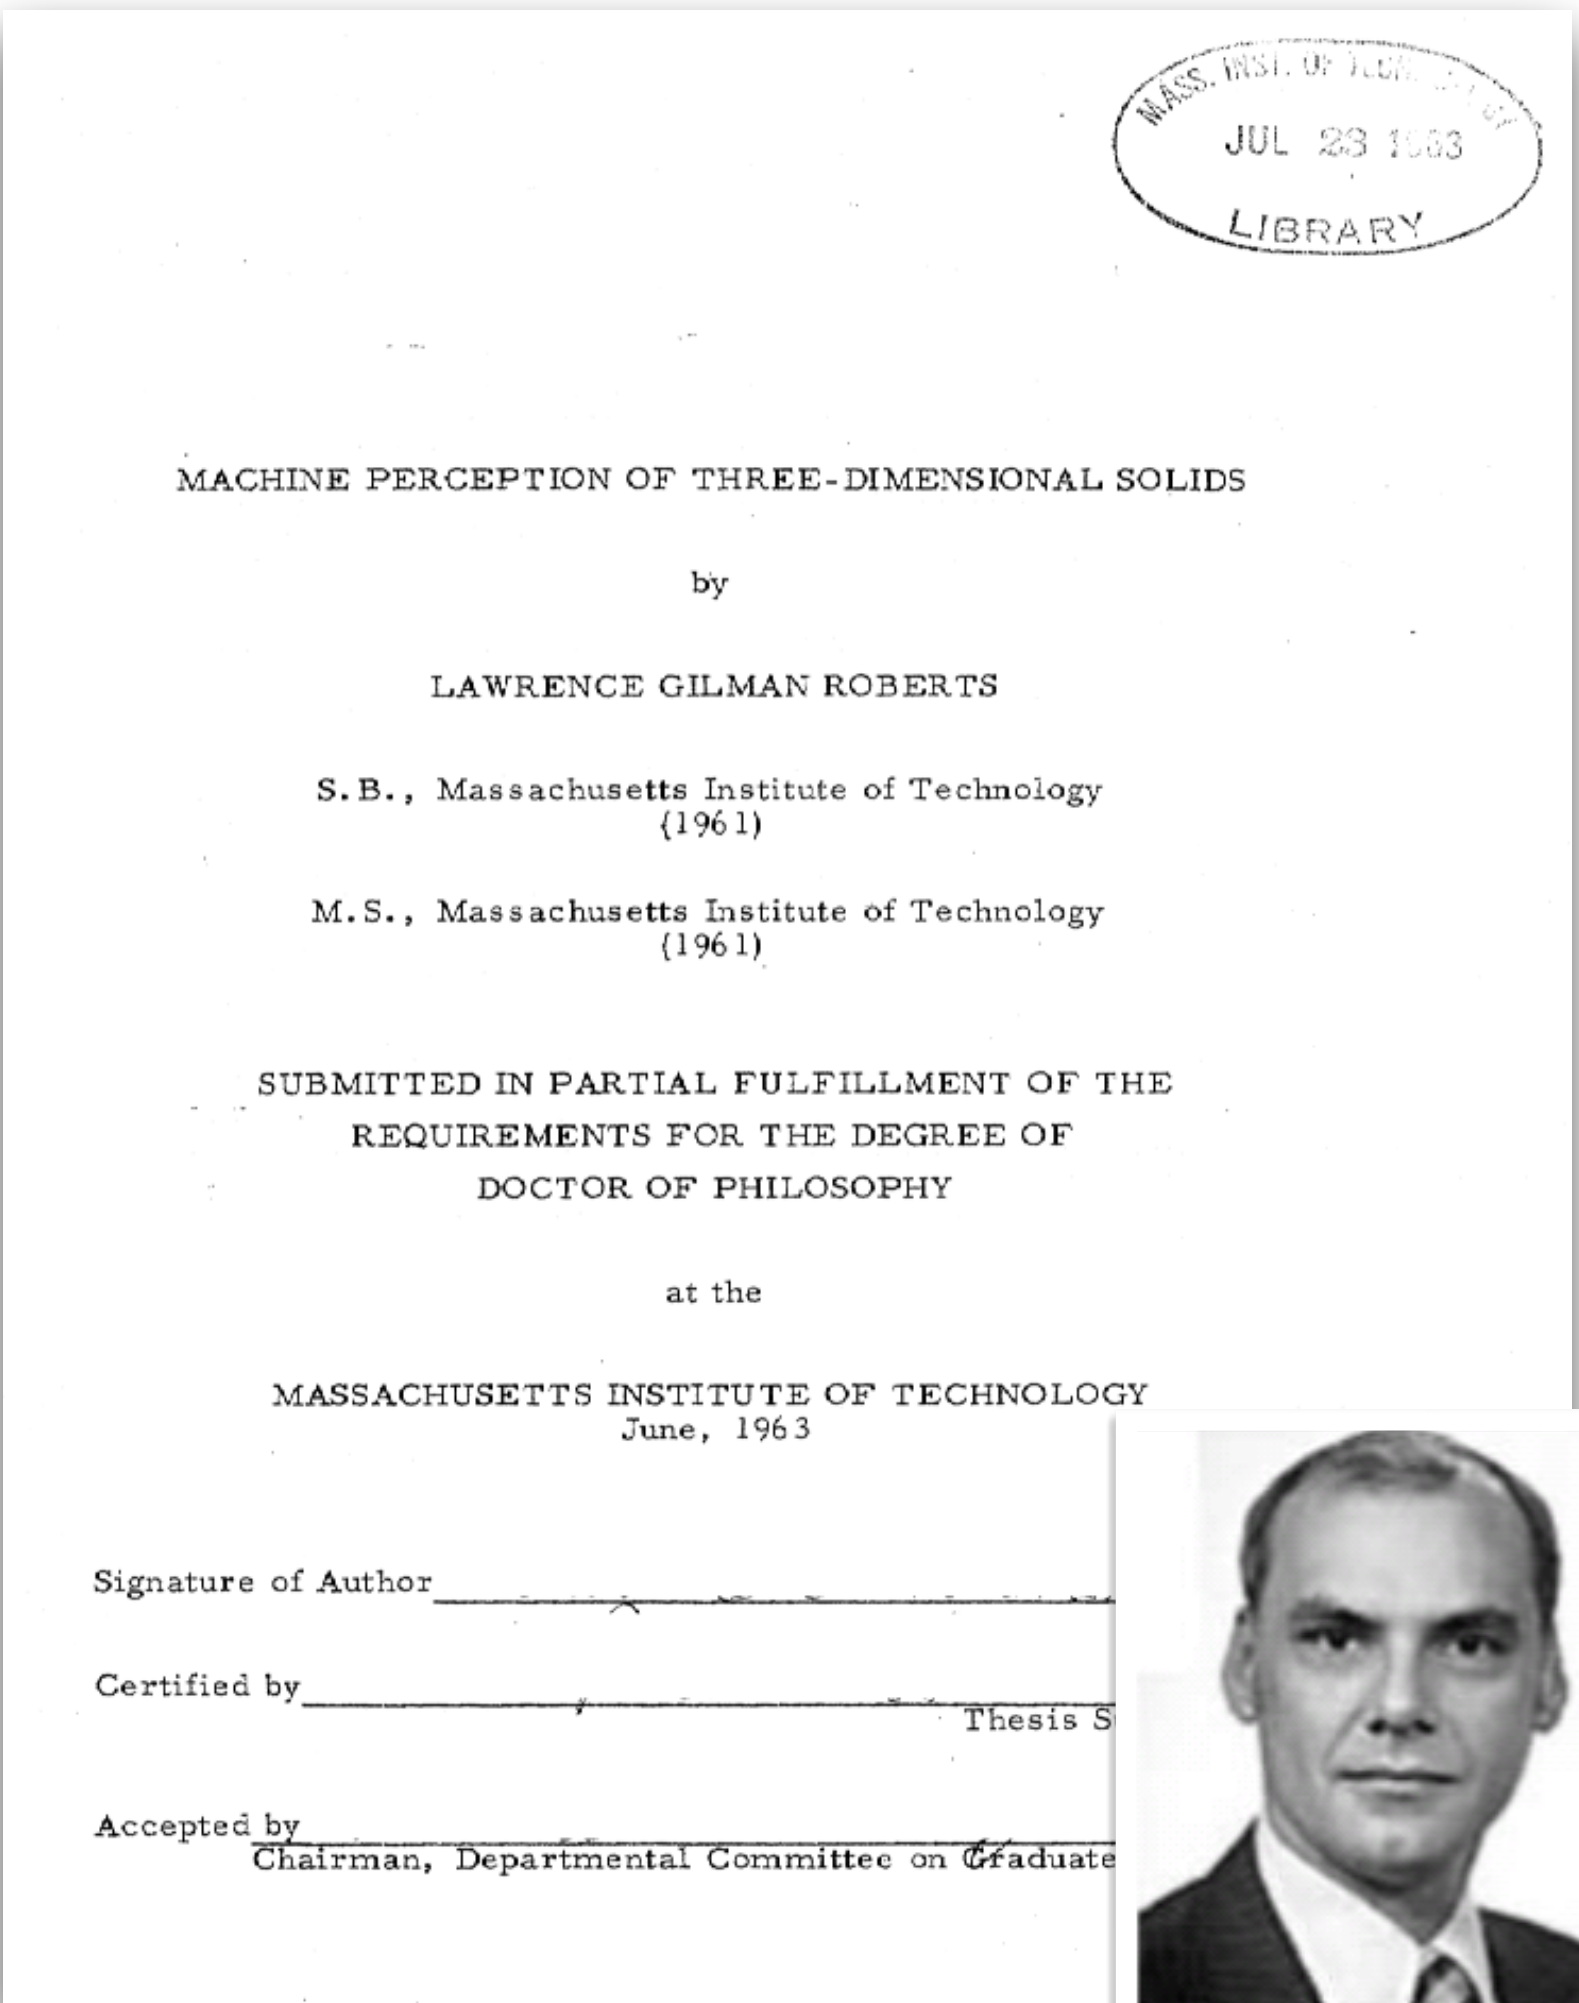 MASS. INST. OF TECH.
JUL 23 1963
LIBRARY
MACHINE PERCEPTION OF THREE-DIMENSIONAL SOLIDS
by
LAWRENCE GILMAN ROBERTS
S.B., Massachusetts Institute of Technology
(1961)
M.S., Massachusetts Institute of Technology
(1961)
SUBMITTED IN PARTIAL FULFILLMENT OF THE
REQUIREMENTS FOR THE DEGREE OF
DOCTOR OF PHILOSOPHY
at the
MASSACHUSETTS INSTITUTE OF TECHNOLOGY
June, 1963
Signature of Author
Certified by
Thesis S
Accepted by
Chairman, Departmental Committee on Graduate